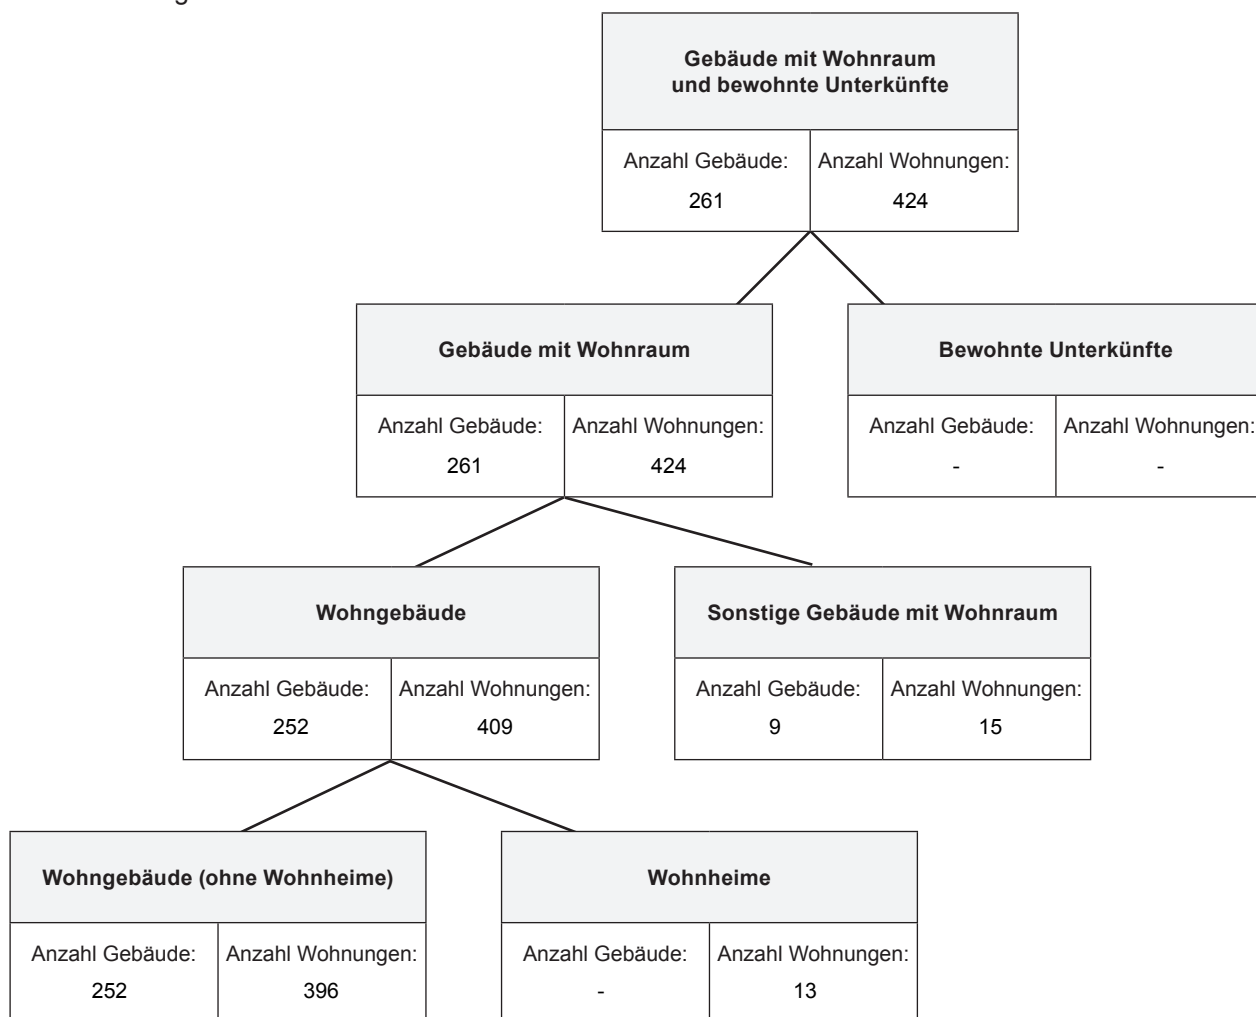 Gebäude mit Wohnraum
und bewohnte Unterkünfte
Anzahl Gebäude: Anzahl Wohnungen:
261 424
Gebäude mit Wohnraum
Bewohnte Unterkünfte
Anzahl Gebäude: Anzahl Wohnungen:
261 424
Anzahl Gebäude: Anzahl Wohnungen:
- -
Wohngebäude
Sonstige Gebäude mit Wohnraum
Anzahl Gebäude: Anzahl Wohnungen:
252 409
Anzahl Gebäude: Anzahl Wohnungen:
9 15
Wohngebäude (ohne Wohnheime)
Wohnheime
Anzahl Gebäude: Anzahl Wohnungen:
252 396
Anzahl Gebäude: Anzahl Wohnungen:
- 13